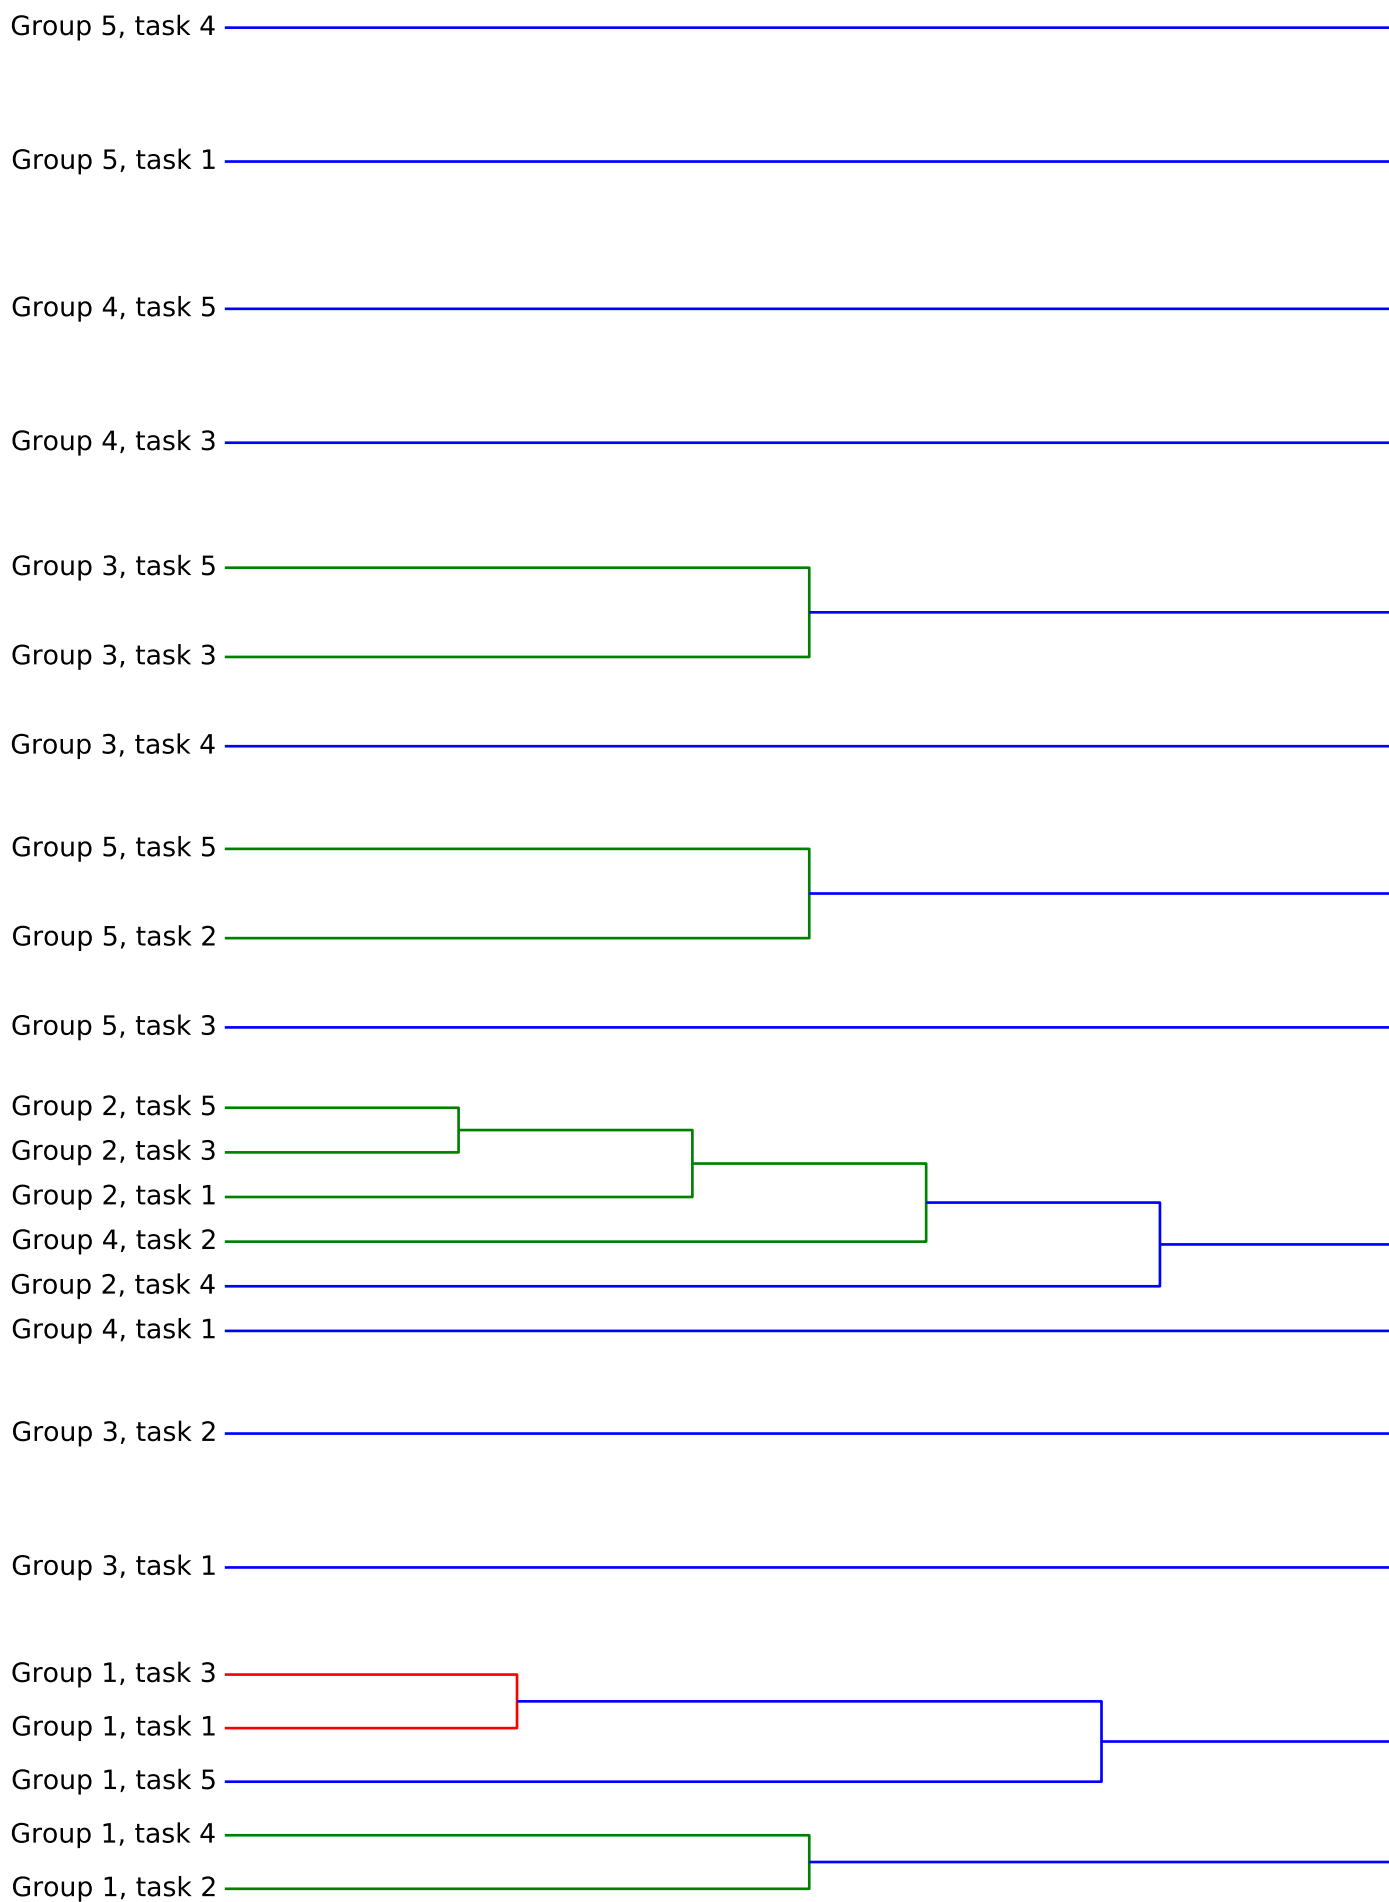 Group 5, task 4
Group 5, task 1
Group 4, task 5
Group 4, task 3
Group 3, task 5
Group 3, task 3
Group 3, task 4
Group 5, task 5
Group 5, task 2
Group 5, task 3
Group 2, task 5
Group 2, task 3
Group 2, task 1
Group 4, task 2
Group 2, task 4
Group 4, task 1
Group 3, task 2
Group 3, task 1
Group 1, task 3
Group 1, task 1
Group 1, task 5
Group 1, task 4
Group 1, task 2